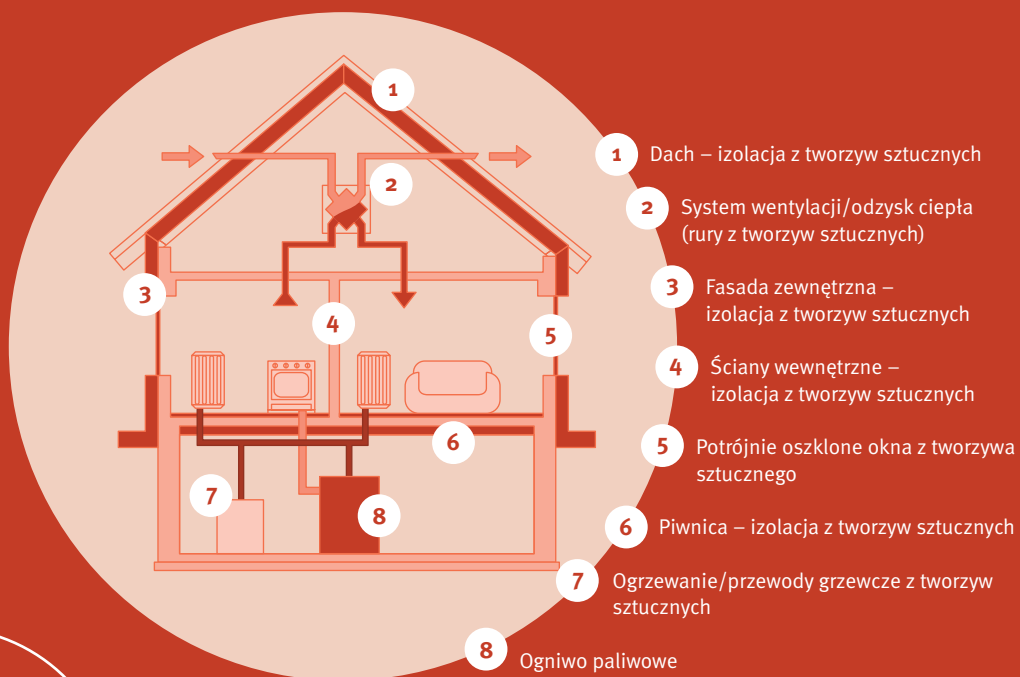 1
2
3
4
5
6
7
8
1 Dach – izolacja z tworzyw sztucznych
2 System wentylacji/odzysk ciepła
(rury z tworzyw sztucznych)
3 Fasada zewnętrzna –
izolacja z tworzyw sztucznych
4 Ściany wewnętrzne –
izolacja z tworzyw sztucznych
5 Potrójnie oszklone okna z tworzywa
sztucznego
6 Piwnica – izolacja z tworzyw sztucznych
7 Ogrzewanie/przewody grzewcze z tworzyw
sztucznych
8 Ogniwo paliwowe